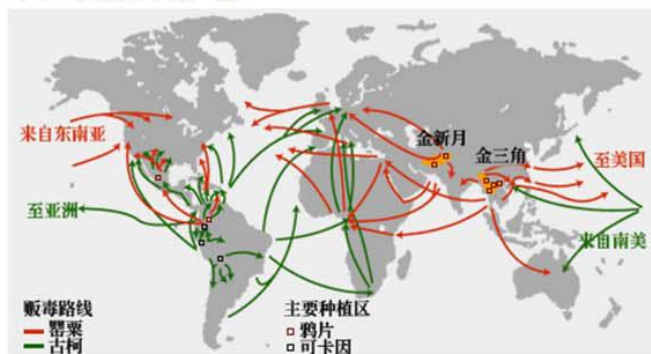 金新月
来自东南亚
金三角
至美国
至亚洲
来自南美
贩毒路线
罂粟
古柯
主要种植区
鸦片
可卡因